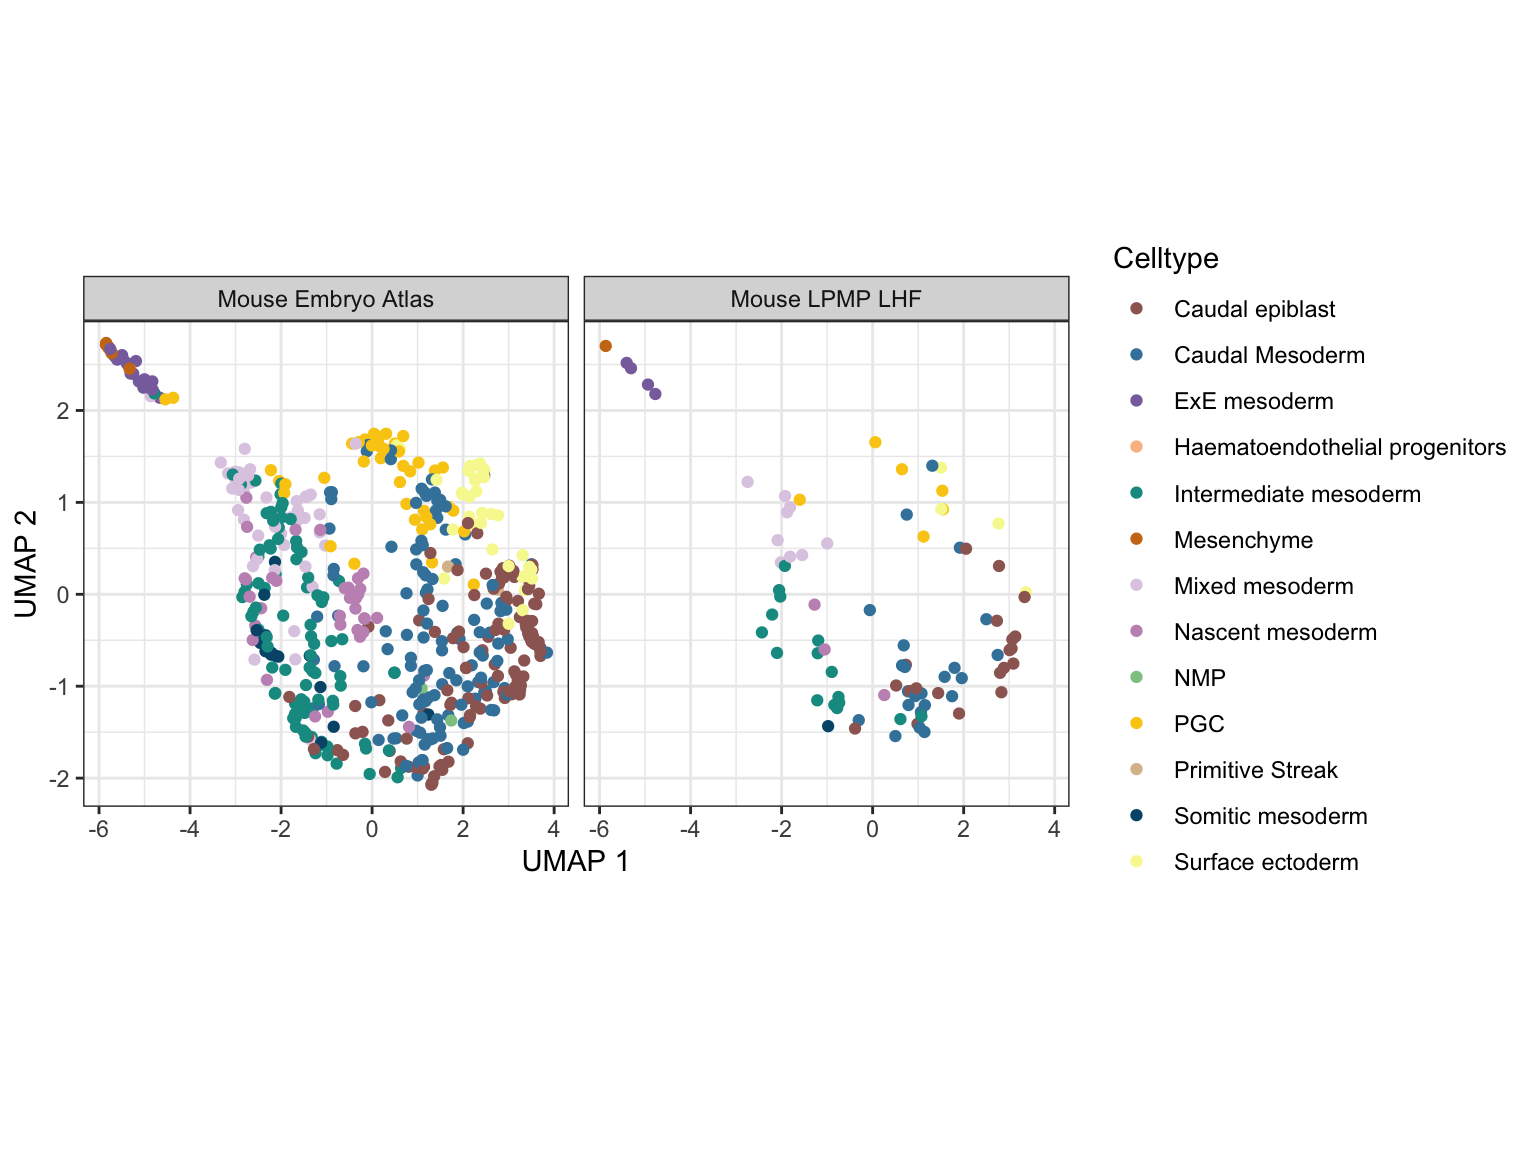 Mouse Embryo Atlas
Mouse LPMP LHF
UMAP 2
2
1
0
-1
-2
-6 -4 -2 0 2 4
-6 -4 -2 0 2 4
UMAP 1
Celltype
Caudal epiblast
Caudal Mesoderm
ExE mesoderm
Haematoendothelial progenitors
Intermediate mesoderm
Mesenchyme
Mixed mesoderm
Nascent mesoderm
NMP
PGC
Primitive Streak
Somitic mesoderm
Surface ectoderm